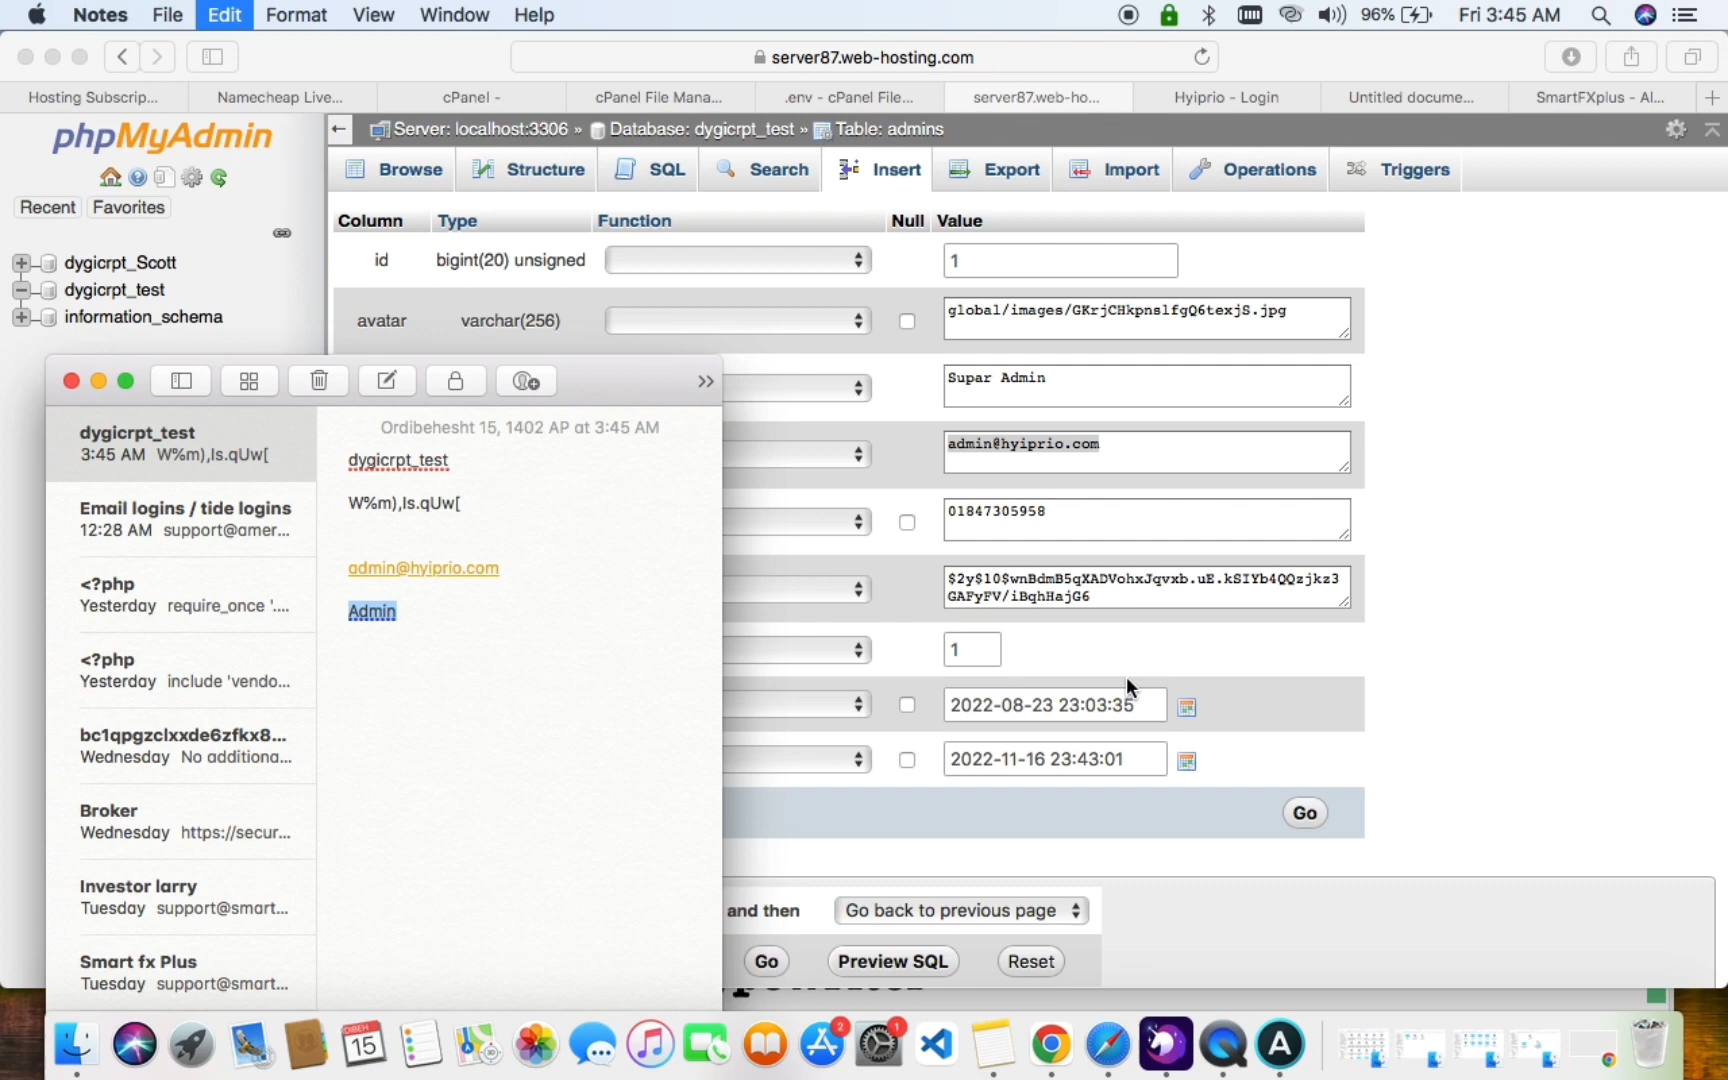 Notes File Edit Format View Window Help 96% Fri 3:45 AM
server87.web-hosting.com
Hosting Subscrip... Namecheap Live... cPanel - cPanel File Mana... .env - cPanel File... server87.web-ho... Hyiprio - Login Untitled docume... SmartFXplus - Al...
phpMyAdmin
Recent Favorites
dygicrpt_Scott
dygicrpt_test
information_schema
Server: localhost:3306 » Database: dygicrpt_test » Table: admins
Browse Structure SQL Search Insert Export Import Operations Triggers
Column Type Function Null Value
id bigint(20) unsigned 1
avatar varchar(256) global/images/GKrjCHkpnslfgQ6texjS.jpg
Supar Admin
admin@hyiprio.com
01847305958
$2y$10$wnBdmB5qXADVohxJqvxb.uE.kSIYb4QQzjkz3
GAFyFV/iBqhHajG6
1
2022-08-23 23:03:35
2022-11-16 23:43:01
Go
and then Go back to previous page
Go Preview SQL Reset
dygicrpt_test
3:45 AM W%m),Is.qUw[
Email logins / tide logins
12:28 AM support@amer...
<?php
Yesterday require_once '....
<?php
Yesterday include 'vendo...
bc1qpgzclxxde6zfkx8...
Wednesday No additiona...
Broker
Wednesday https://secur...
Investor larry
Tuesday support@smart...
Smart fx Plus
Tuesday support@smart...
Ordibehesht 15, 1402 AP at 3:45 AM
dygicrpt_test
W%m),Is.qUw[
admin@hyiprio.com
Admin
15
2
1